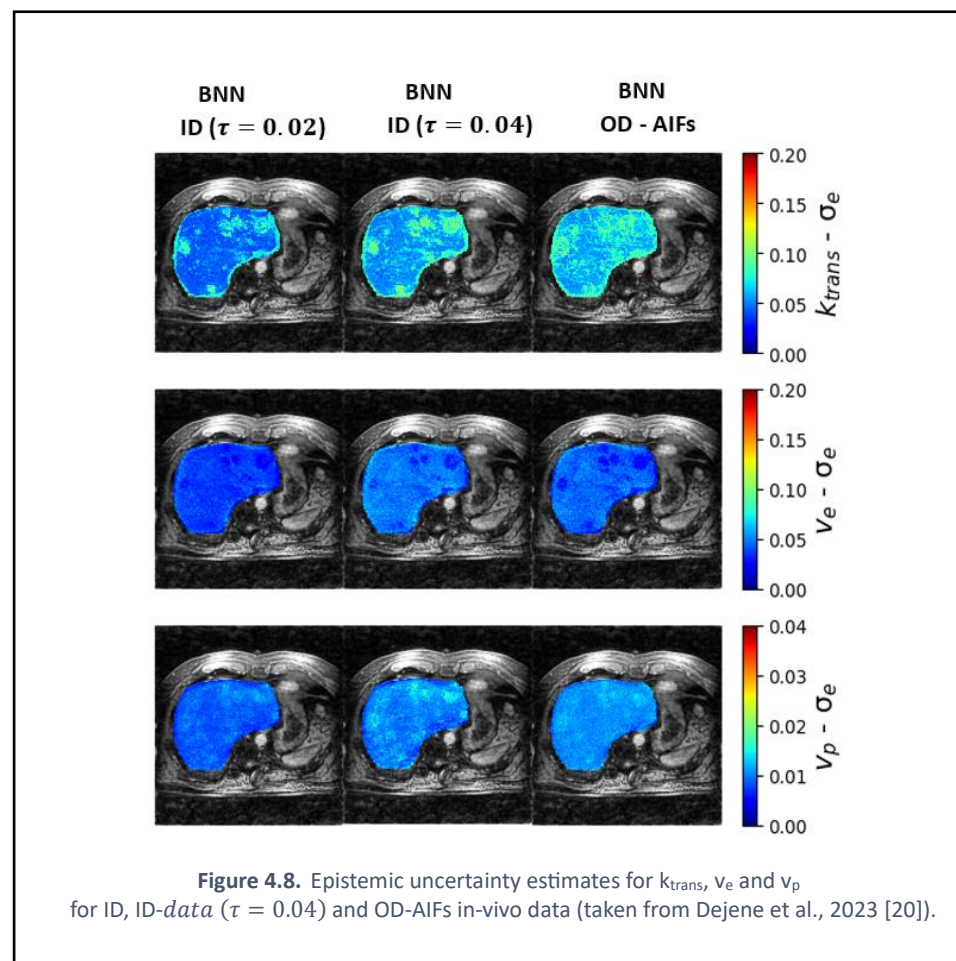 BNN BNN BNN
ID (τ = 0.02) ID (τ = 0.04) OD - AIFs
0.20
0.15
0.10
0.05
0.00
k_trans - σ_e
0.20
0.15
0.10
0.05
0.00
v_e - σ_e
0.04
0.03
0.02
0.01
0.00
v_p - σ_e
Figure 4.8. Epistemic uncertainty estimates for k_trans, v_e and v_p
for ID, ID-data (τ = 0.04) and OD-AIFs in-vivo data (taken from Dejene et al., 2023 [20]).